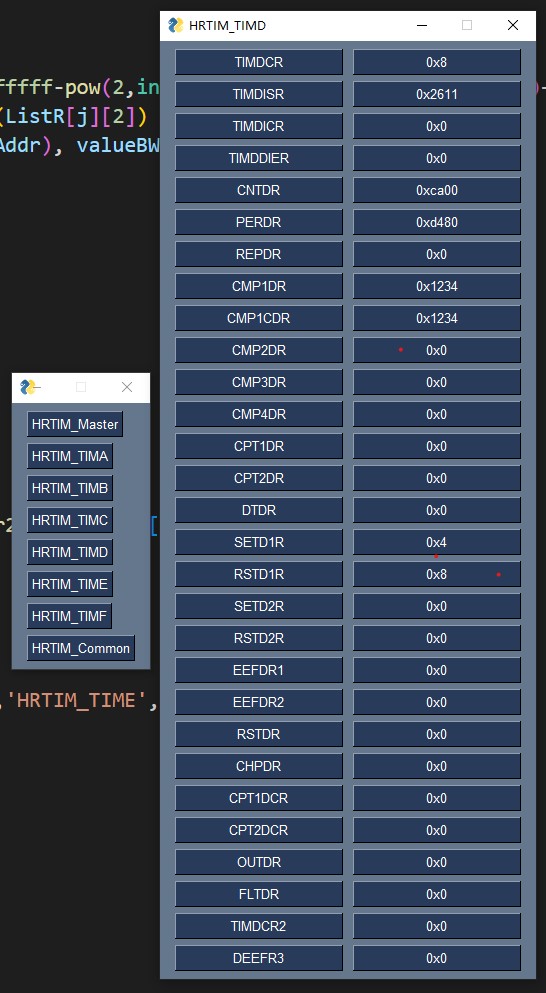 HRTIM_TIMD
fffff-pow(2,in
(ListR[j][2])
Addr), valueBW
TIMDCR 0x8
TIMDISR 0x2611
TIMDICR 0x0
TIMDDIER 0x0
CNTDR 0xca00
PERDR 0xd480
REPDR 0x0
CMP1DR 0x1234
CMP1CDR 0x1234
CMP2DR 0x0
CMP3DR 0x0
CMP4DR 0x0
CPT1DR 0x0
CPT2DR 0x0
DTDR 0x0
SETD1R 0x4
RSTD1R 0x8
SETD2R 0x0
RSTD2R 0x0
EEFDR1 0x0
EEFDR2 0x0
RSTDR 0x0
CHPDR 0x0
CPT1DCR 0x0
CPT2DCR 0x0
OUTDR 0x0
FLTDR 0x0
TIMDCR2 0x0
DEEFR3 0x0
HRTIM_Master
HRTIM_TIMA
HRTIM_TIMB
HRTIM_TIMC
HRTIM_TIMD
HRTIM_TIME
HRTIM_TIMF
HRTIM_Common
,'HRTIM_TIME',